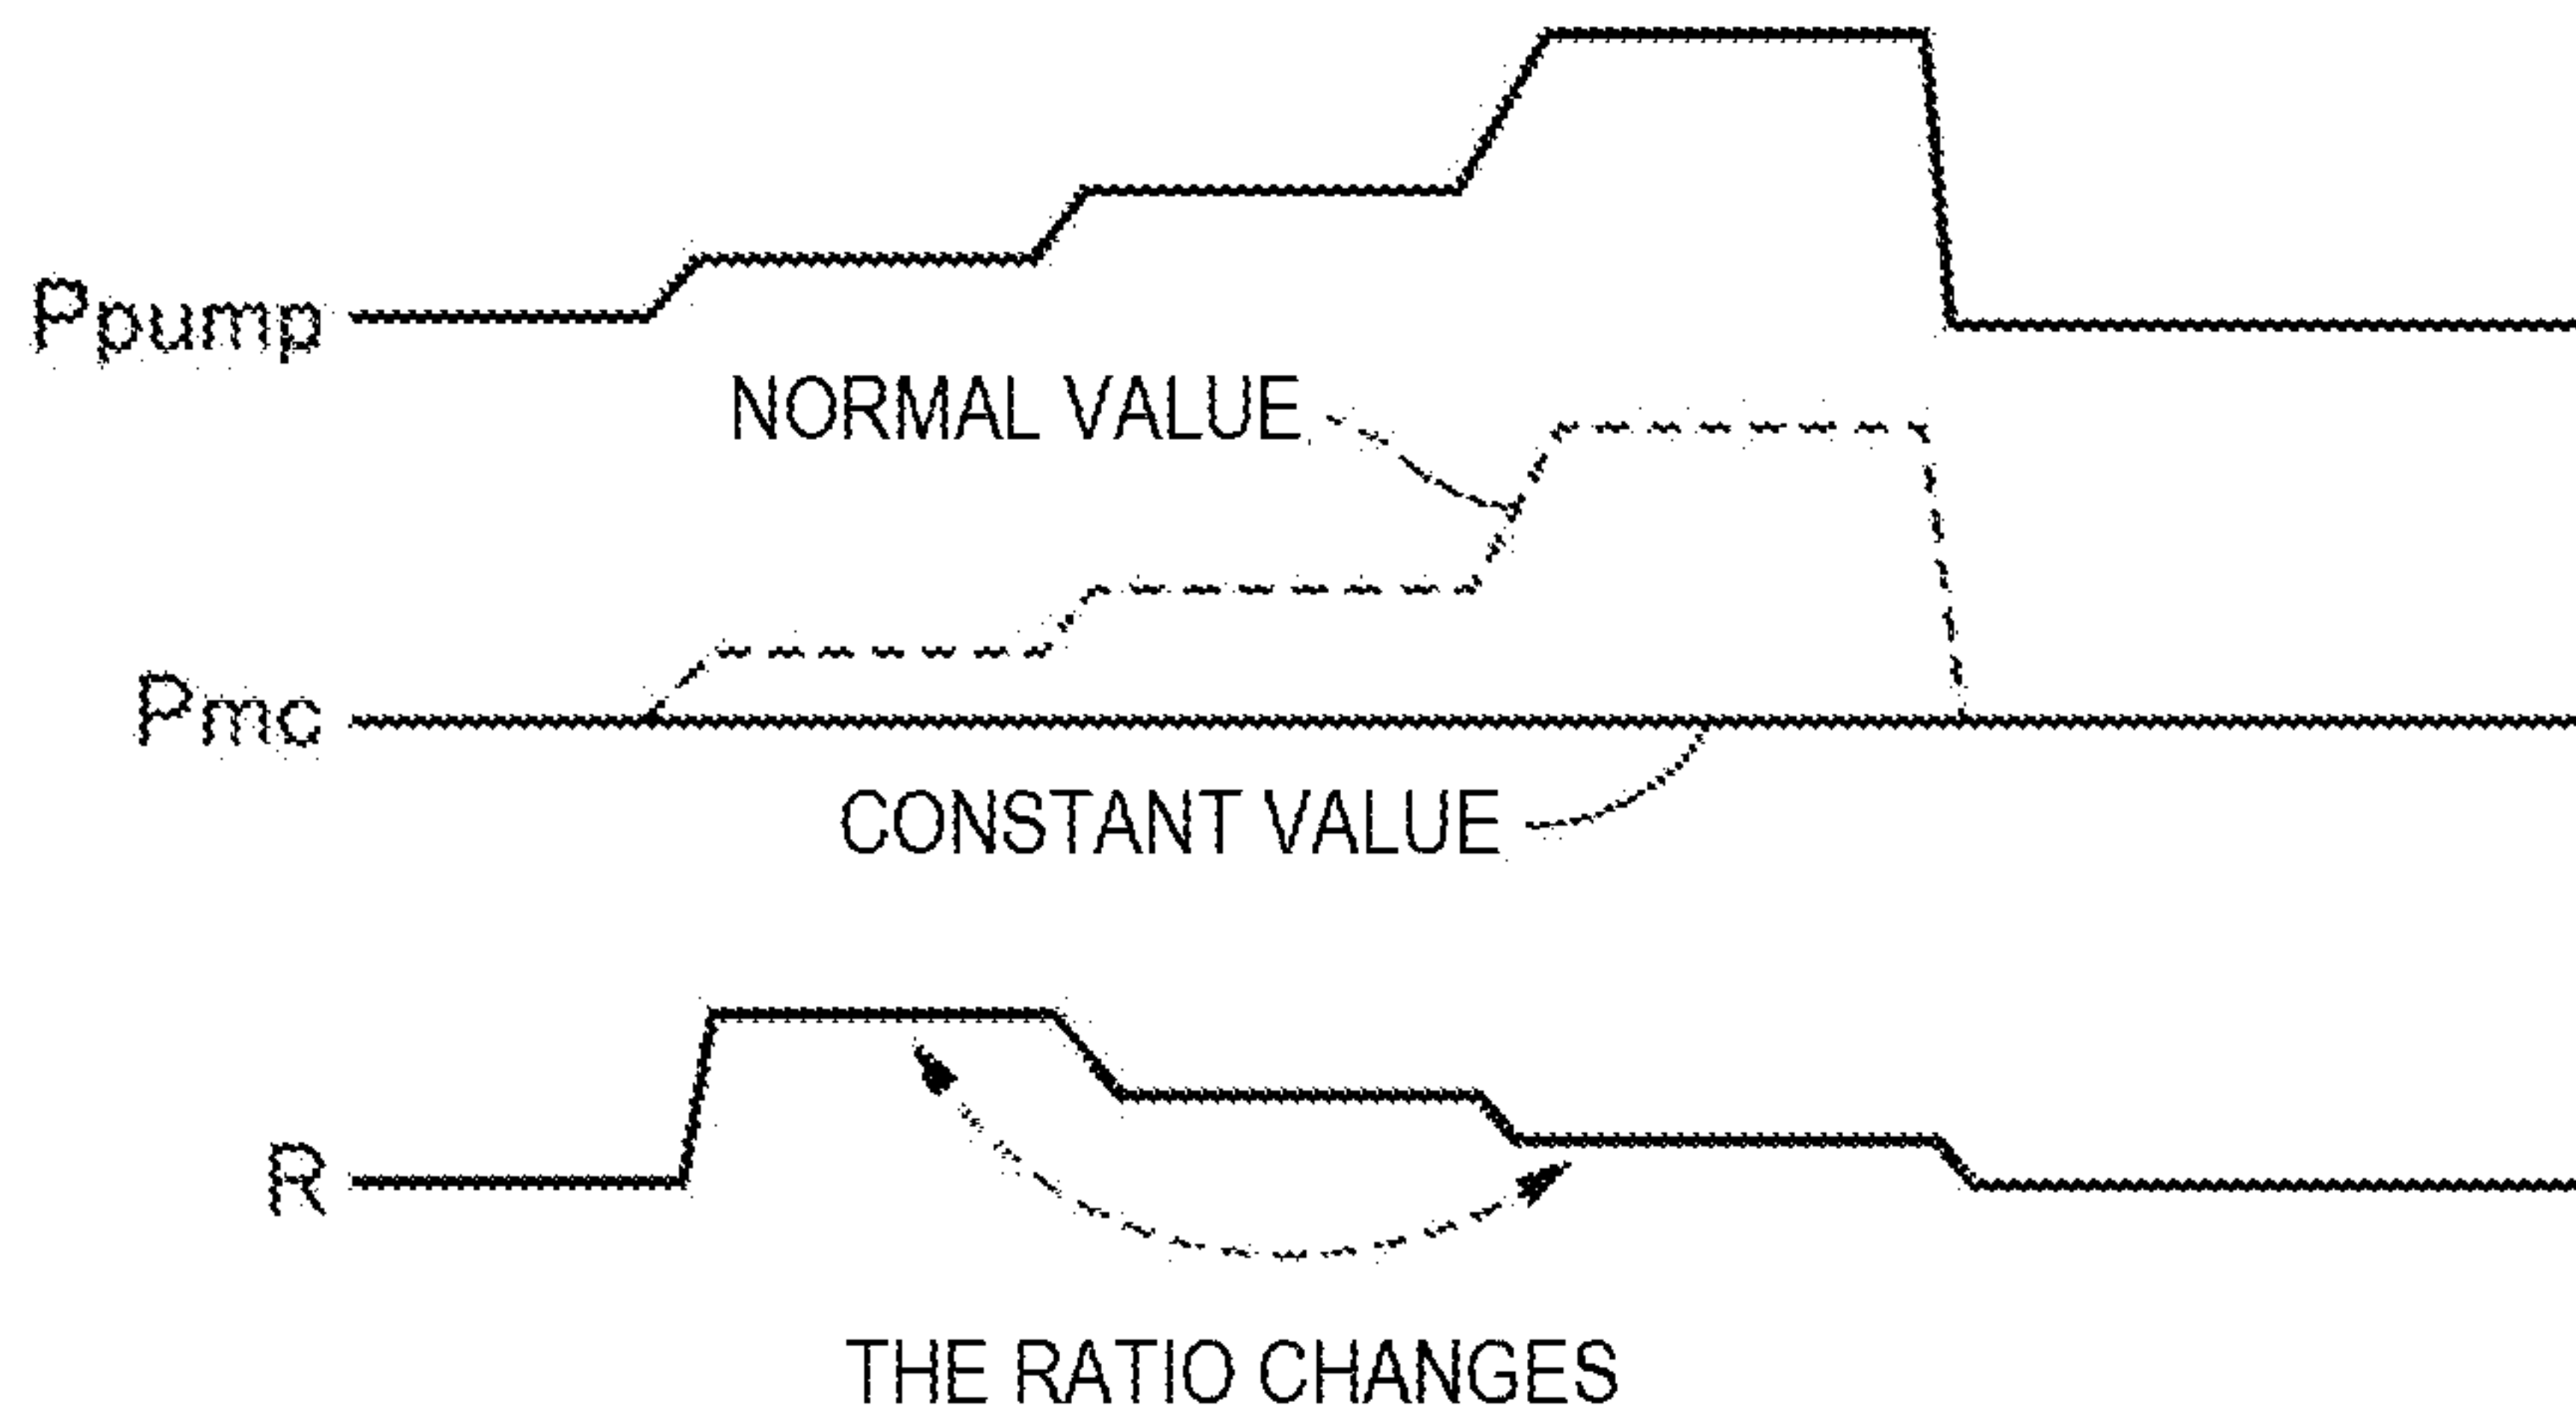 Ppump
NORMAL VALUE
Pmc
CONSTANT VALUE
R
THE RATIO CHANGES